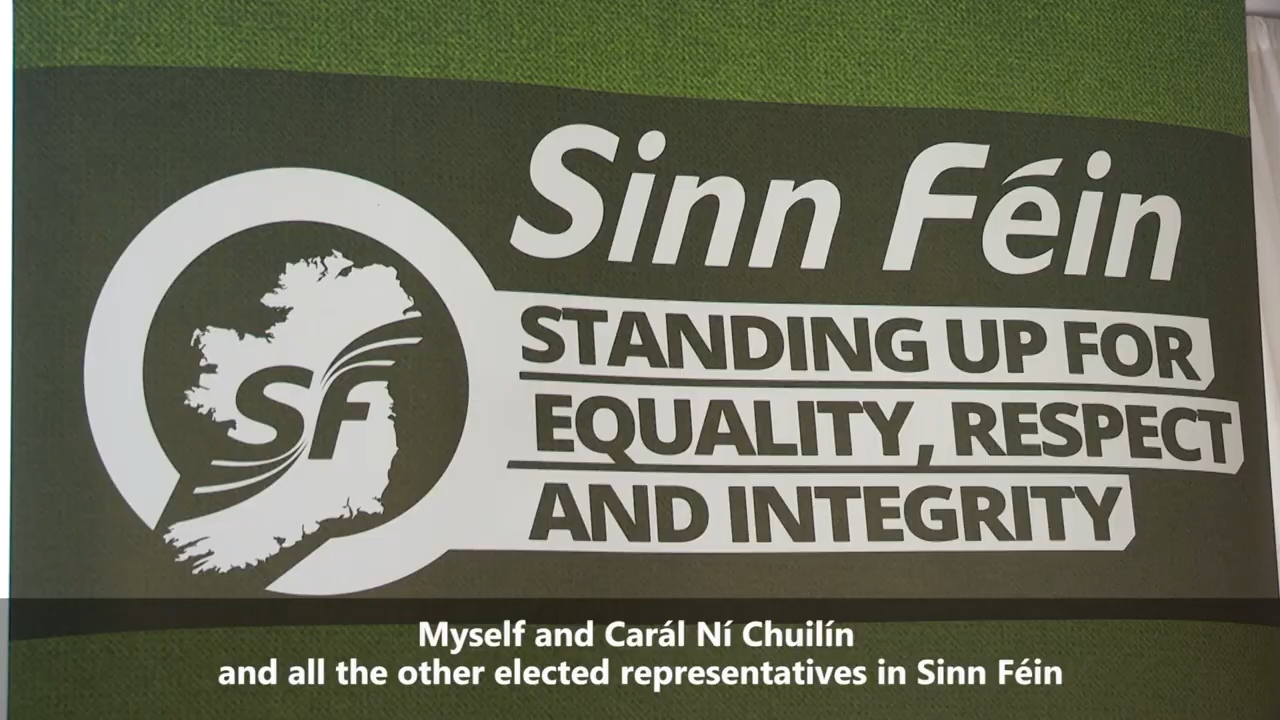 Sinn Féin
STANDING UP FOR
EQUALITY, RESPECT
AND INTEGRITY
SF
Myself and Carál Ní Chuilín
and all the other elected representatives in Sinn Féin